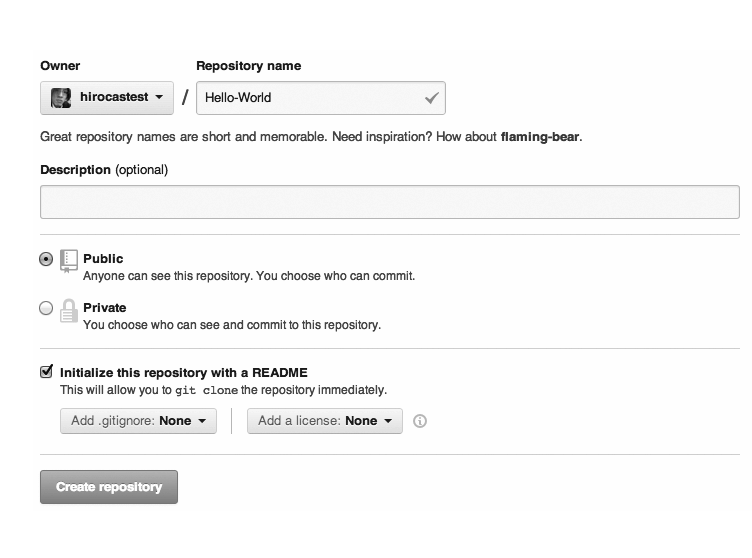 Owner Repository name
hirocastest / Hello-World
Great repository names are short and memorable. Need inspiration? How about flaming-bear.
Description (optional)
Public
Anyone can see this repository. You choose who can commit.
Private
You choose who can see and commit to this repository.
Initialize this repository with a README
This will allow you to git clone the repository immediately.
Add .gitignore: None Add a license: None
Create repository